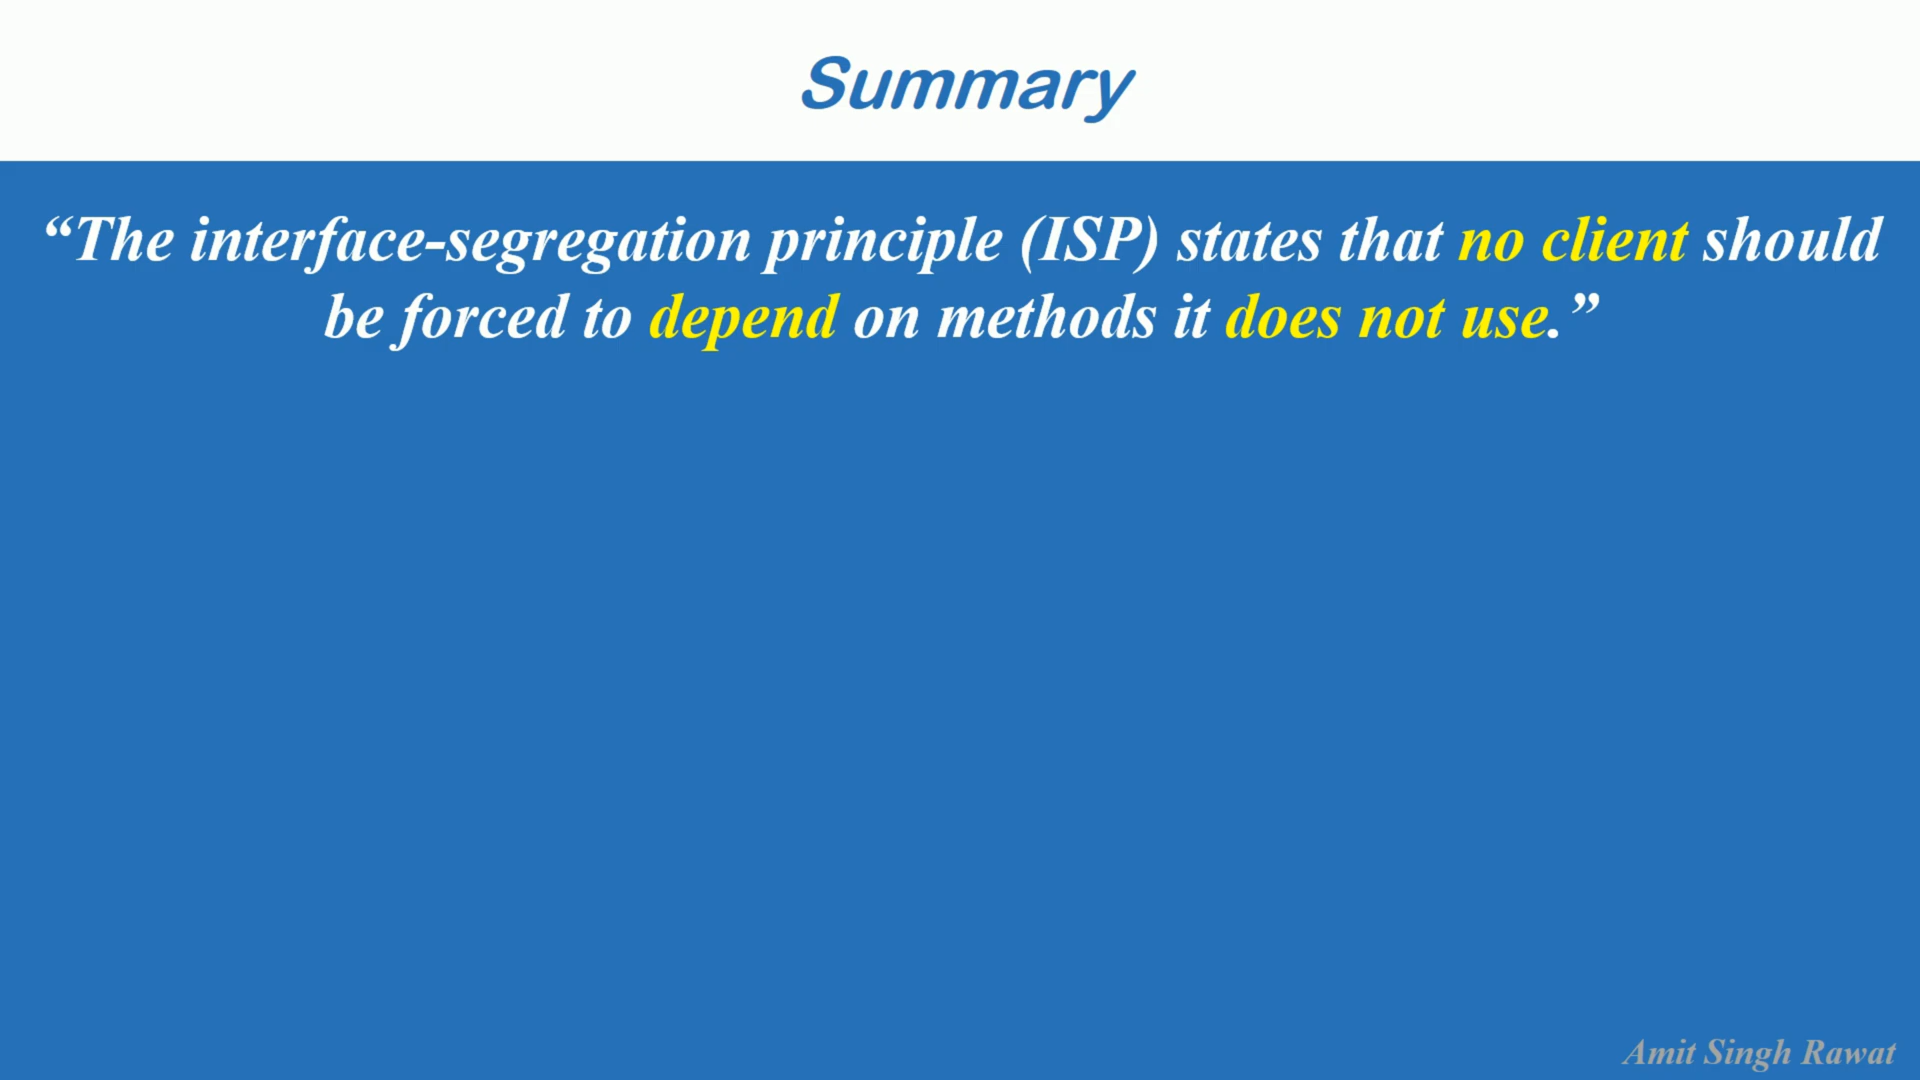 Summary
“The interface-segregation principle (ISP) states that no client should
be forced to depend on methods it does not use.”
Amit Singh Rawat